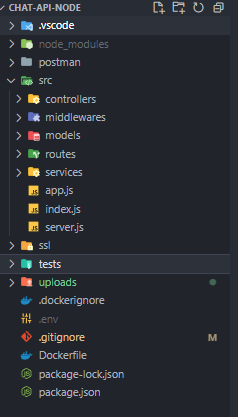 CHAT-API-NODE
.vscode
node_modules
postman
src
controllers
middlewares
models
routes
services
app.js
index.js
server.js
ssl
tests
uploads
.dockerignore
.env
.gitignore M
Dockerfile
package-lock.json
package.json